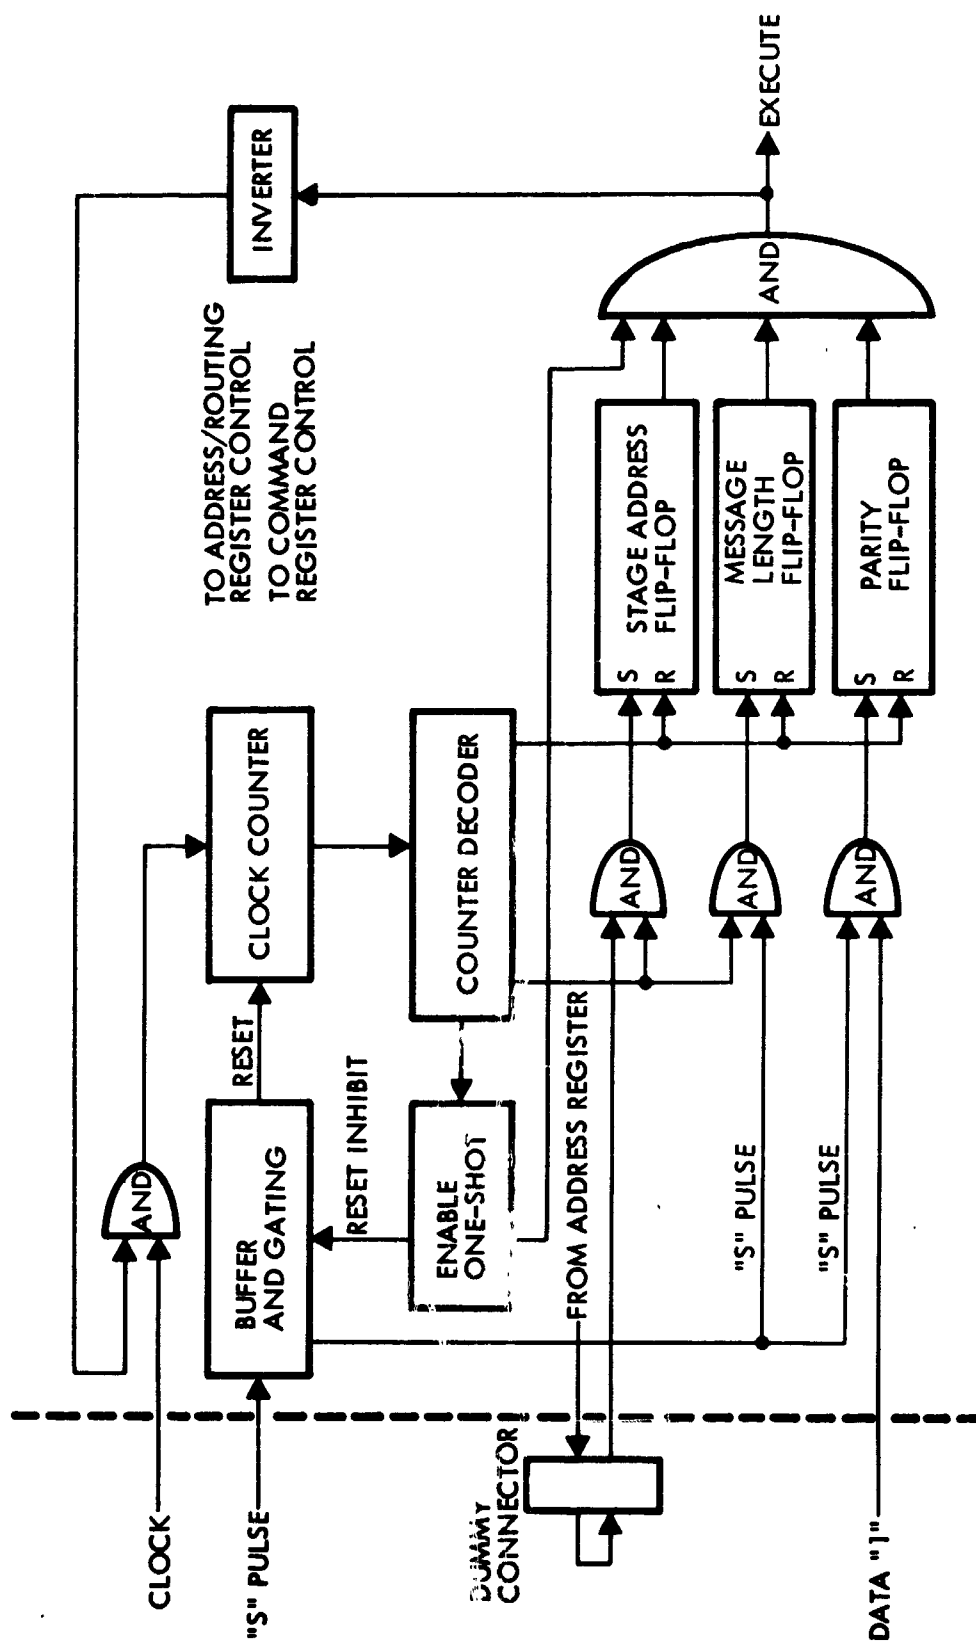 CLOCK
"S" PULSE
DUMMY
CONNECTOR
DATA "1"
AND
BUFFER
AND GATING
RESET
CLOCK COUNTER
TO ADDRESS/ROUTING
REGISTER CONTROL
TO COMMAND
REGISTER CONTROL
INVERTER
RESET INHIBIT
ENABLE
ONE-SHOT
COUNTER DECODER
FROM ADDRESS REGISTER
"S" PULSE
"S" PULSE
AND
AND
AND
S
R
STAGE ADDRESS
FLIP-FLOP
S
R
MESSAGE
LENGTH
FLIP-FLOP
S
R
PARITY
FLIP-FLOP
AND
EXECUTE